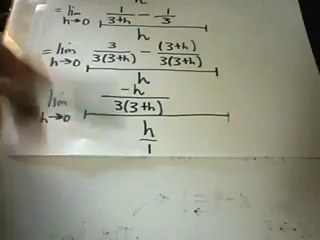 = lim h→0 1/(3+h) - 1/3 / h
= lim h→0 3/3(3+h) - (3+h)/3(3+h) / h
lim h→0 -h/3(3+h) / h/1